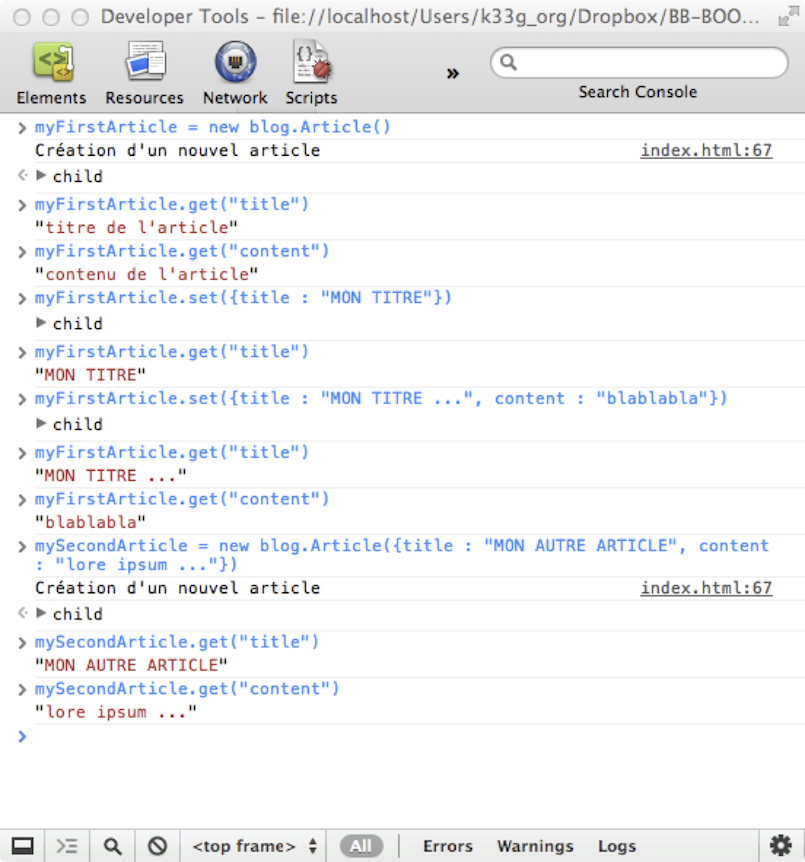 Developer Tools – file://localhost/Users/k33g_org/Dropbox/BB-BOO...
Elements Resources Network Scripts » Search Console
> myFirstArticle = new blog.Article()
Création d'un nouvel article index.html:67
child
> myFirstArticle.get("title")
"titre de l'article"
> myFirstArticle.get("content")
"contenu de l'article"
> myFirstArticle.set({title : "MON TITRE"})
child
> myFirstArticle.get("title")
"MON TITRE"
> myFirstArticle.set({title : "MON TITRE ...", content : "blablabla"})
child
> myFirstArticle.get("title")
"MON TITRE ..."
> myFirstArticle.get("content")
"blablabla"
> mySecondArticle = new blog.Article({title : "MON AUTRE ARTICLE", content
: "lore ipsum ..."})
Création d'un nouvel article index.html:67
child
> mySecondArticle.get("title")
"MON AUTRE ARTICLE"
> mySecondArticle.get("content")
"lore ipsum ..."
>
<top frame> All Errors Warnings Logs